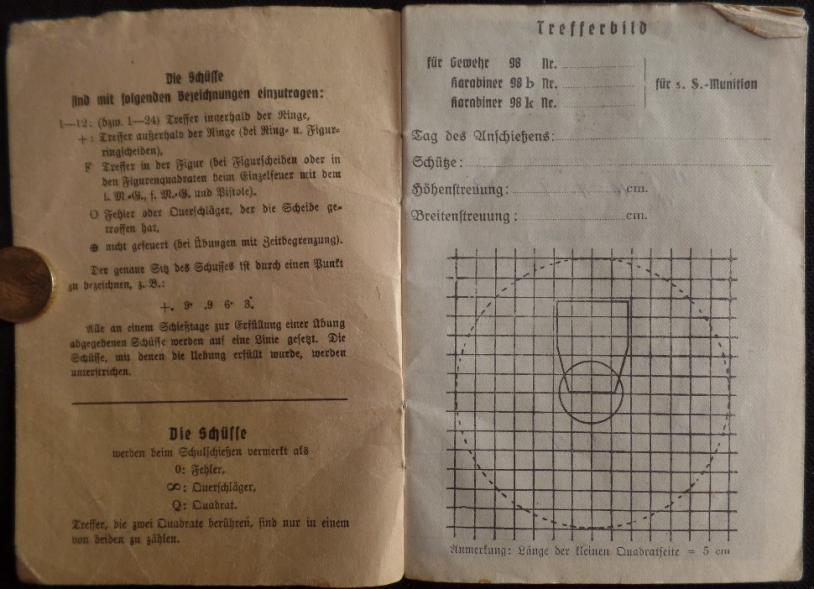 Die Schüsse
sind mit folgenden Bezeichnungen einzutragen:
1—12: (bzw. 1—24) Treffer innerhalb der Ringe,
+: Treffer außerhalb der Ringe (bei Ring- u. Figur-
ringscheiben),
F Treffer in der Figur (bei Figurscheiben oder in
den Figurenquadraten beim Einzelfeuer mit dem
l. M.-G., s. M.-G. und Pistole).
O Fehler oder Querschläger, der die Scheibe ge-
troffen hat,
⊕ nicht gefeuert (bei Übungen mit Zeitbegrenzung).
Der genaue Sitz des Schusses ist durch einen Punkt
zu bezeichnen, z. B.:
+. 9· .9 6· 3.
Alle an einem Schießtage zur Erfüllung einer Übung
abgegebenen Schüsse werden auf eine Linie gesetzt. Die
Schüsse, mit denen die Uebung erfüllt wurde, werden
unterstrichen.
Die Schüsse
werden beim Schulschießen vermerkt als
0: Fehler,
∞: Querschläger,
Q: Quadrat.
Treffer, die zwei Quadrate berühren, sind nur in einem
von beiden zu zählen.
Trefferbild
für Gewehr 98 Nr.
Karabiner 98 b Nr.
für s. S.-Munition
Karabiner 98 k Nr.
Tag des Anschießens:
Schütze:
Höhenstreuung: cm.
Breitenstreuung: cm.
Anmerkung: Länge der kleinen Quadratseite = 5 cm